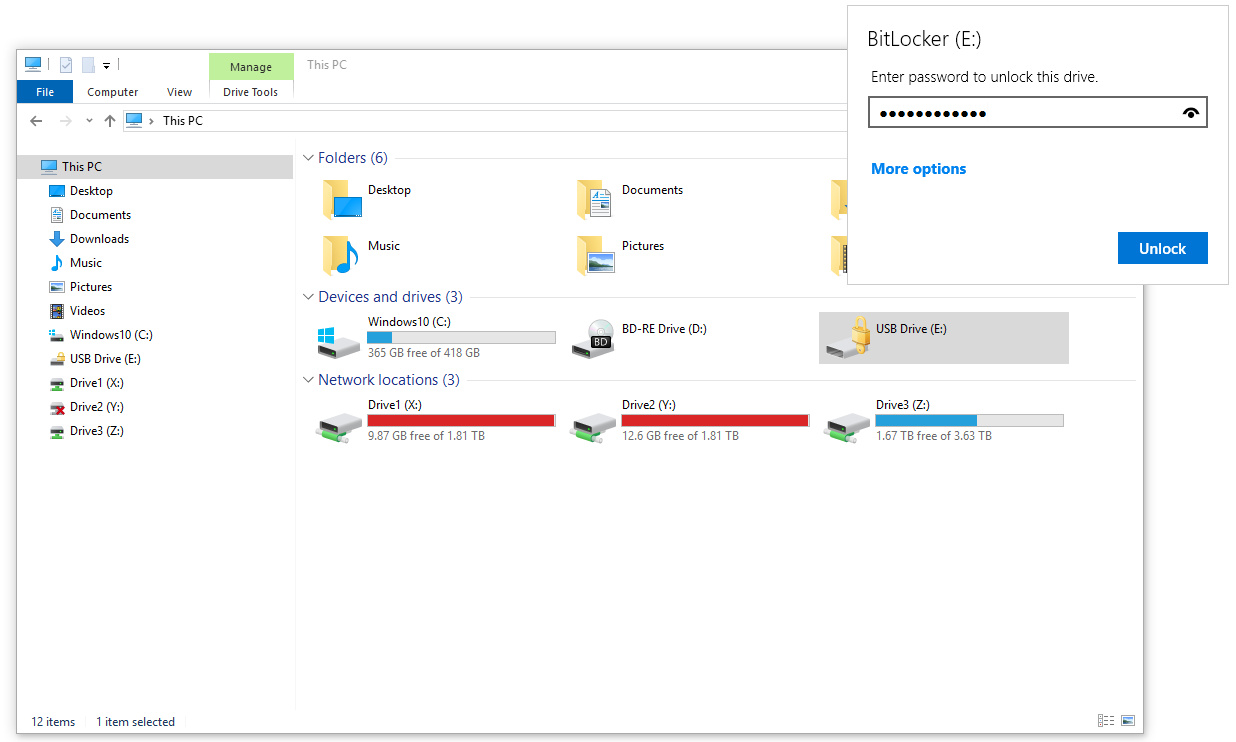 BitLocker (E:)
Enter password to unlock this drive.
••••••••••••
More options
Unlock
Manage
This PC
File
Computer
View
Drive Tools
This PC
This PC
Desktop
Documents
Downloads
Music
Pictures
Videos
Windows10 (C:)
USB Drive (E:)
Drive1 (X:)
Drive2 (Y:)
Drive3 (Z:)
Folders (6)
Desktop
Documents
Music
Pictures
Devices and drives (3)
Windows10 (C:)
365 GB free of 418 GB
BD
BD-RE Drive (D:)
USB Drive (E:)
Network locations (3)
Drive1 (X:)
9.87 GB free of 1.81 TB
Drive2 (Y:)
12.6 GB free of 1.81 TB
Drive3 (Z:)
1.67 TB free of 3.63 TB
12 items
1 item selected